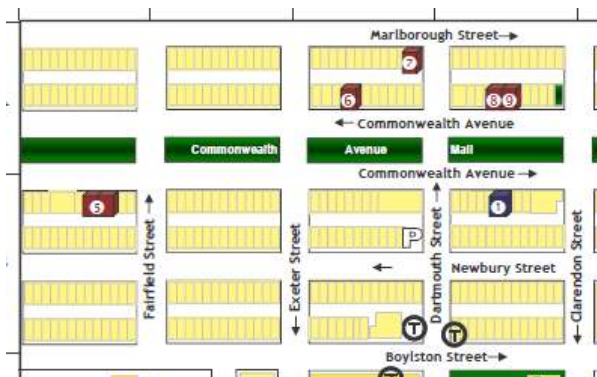 Marlborough Street
7
6
8 9
Commonwealth Avenue
Commonwealth Avenue Mall
Commonwealth Avenue
5
1
Fairfield Street
Exeter Street
Dartmouth Street
Clarendon Street
P
Newbury Street
T
T
Boylston Street
T